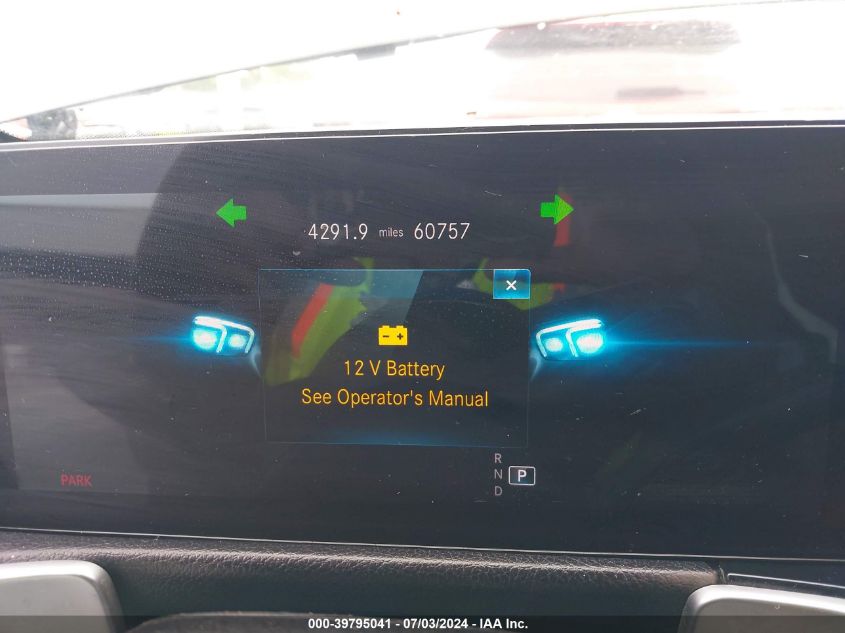 4291.9 miles 60757
12 V Battery
See Operator's Manual
R
N P
D
PARK
000-39795041 - 07/03/2024 - IAA Inc.